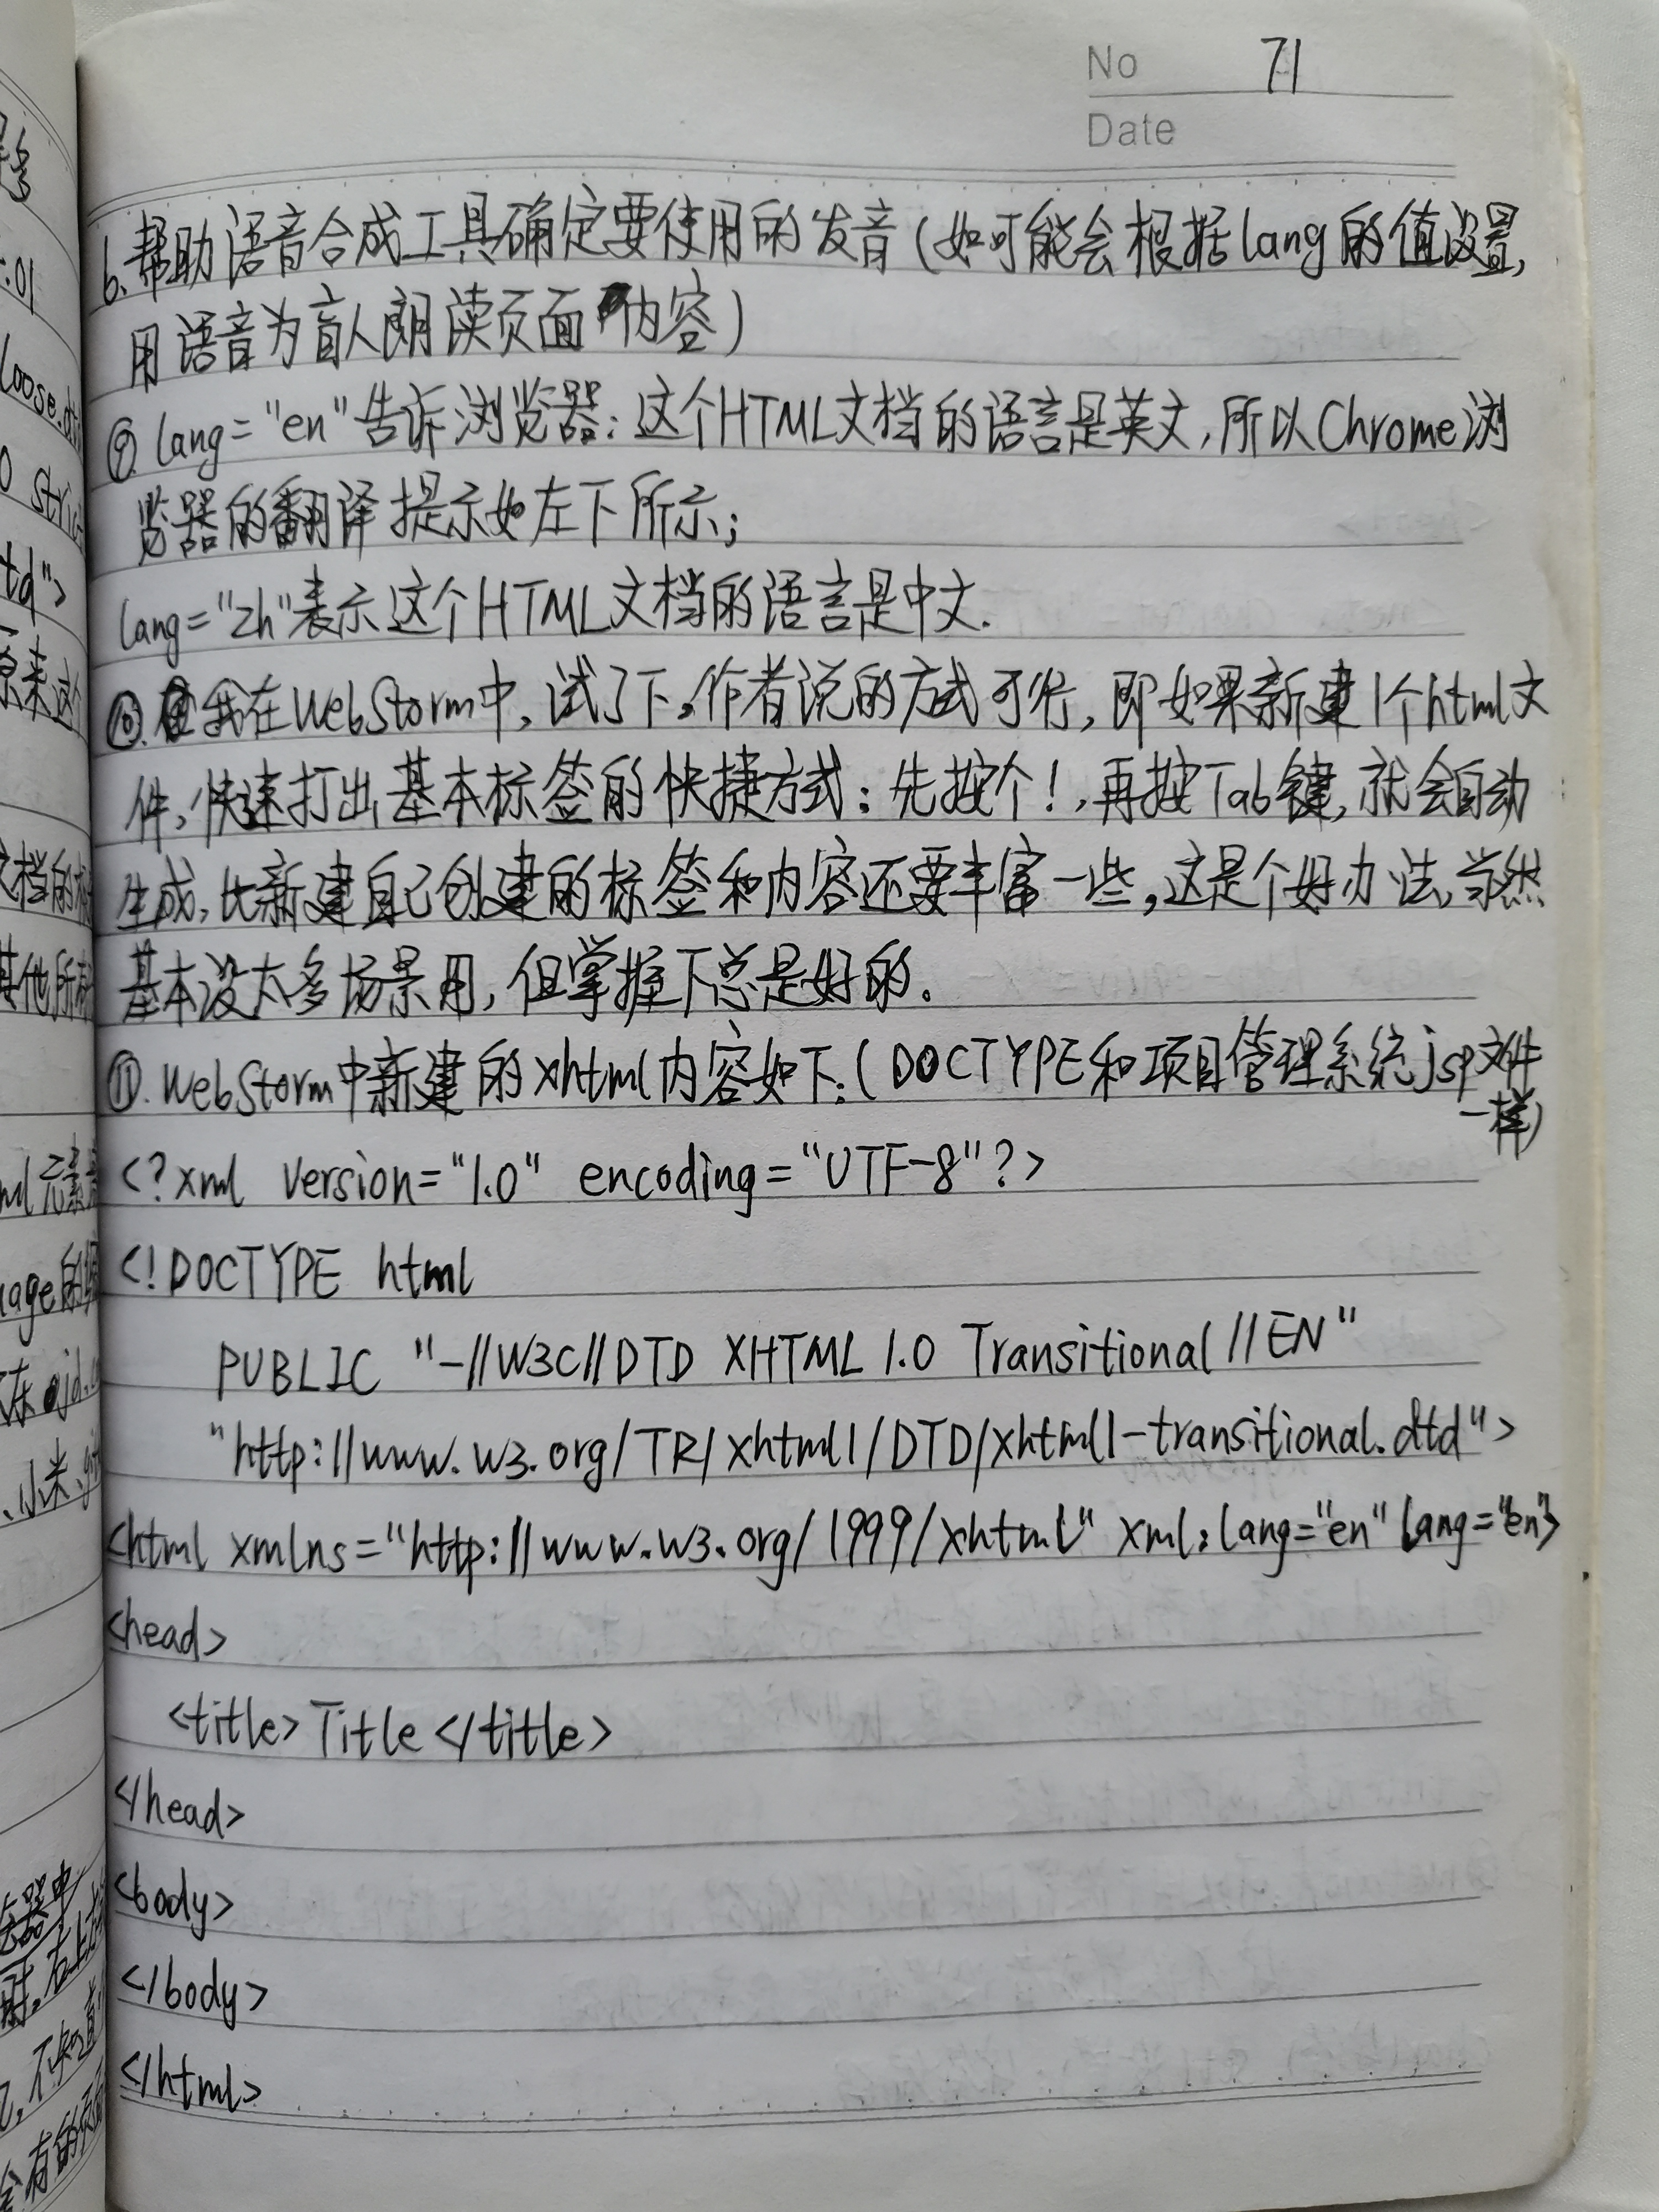 No 71
Date
b. 帮助语音合成工具确定要使用的发音(如可能会根据lang的值设置,
用语音为盲人朗读页面内容)
⑨. lang="en"告诉浏览器:这个HTML文档的语言是英文,所以Chrome浏
览器的翻译提示如左下所示;
lang="zh"表示这个HTML文档的语言是中文.
⑩. 我在WebStorm中,试了下。作者说的方式可行,即如果新建1个html文
件,快速打出基本标签的快捷方式:先按个!,再按Tab键,就会自动
生成,比新建自己创建的标签和内容还要丰富一些,这是个好办法,当然
基本没太多场景用,但掌握下总是好的。
⑪. WebStorm中新建的xhtml内容如下:(DOCTYPE和项目管理系统jsp文件
一样)
<?xml version="1.0" encoding="UTF-8"?>
<!DOCTYPE html
PUBLIC "-//W3C//DTD XHTML 1.0 Transitional//EN"
"http://www.w3.org/TR/xhtml1/DTD/xhtml1-transitional.dtd">
<html xmlns="http://www.w3.org/1999/xhtml" xml:lang="en" lang="en">
<head>
<title>Title</title>
</head>
<body>
</body>
</html>